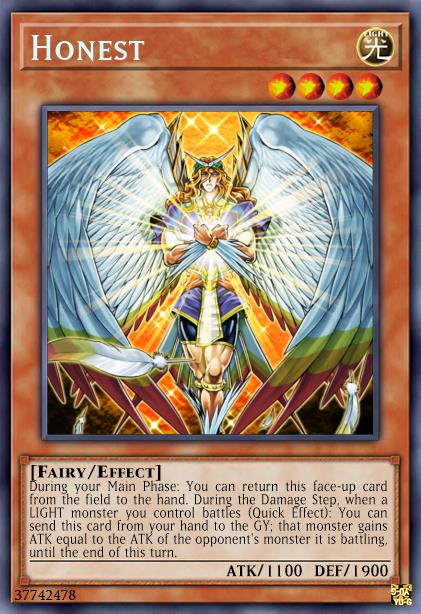 HONEST
LIGHT
光
[FAIRY/EFFECT]
During your Main Phase: You can return this face-up card
from the field to the hand. During the Damage Step, when a
LIGHT monster you control battles (Quick Effect): You can
send this card from your hand to the GY; that monster gains
ATK equal to the ATK of the opponent's monster it is battling,
until the end of this turn.
ATK/1100 DEF/1900
37742478